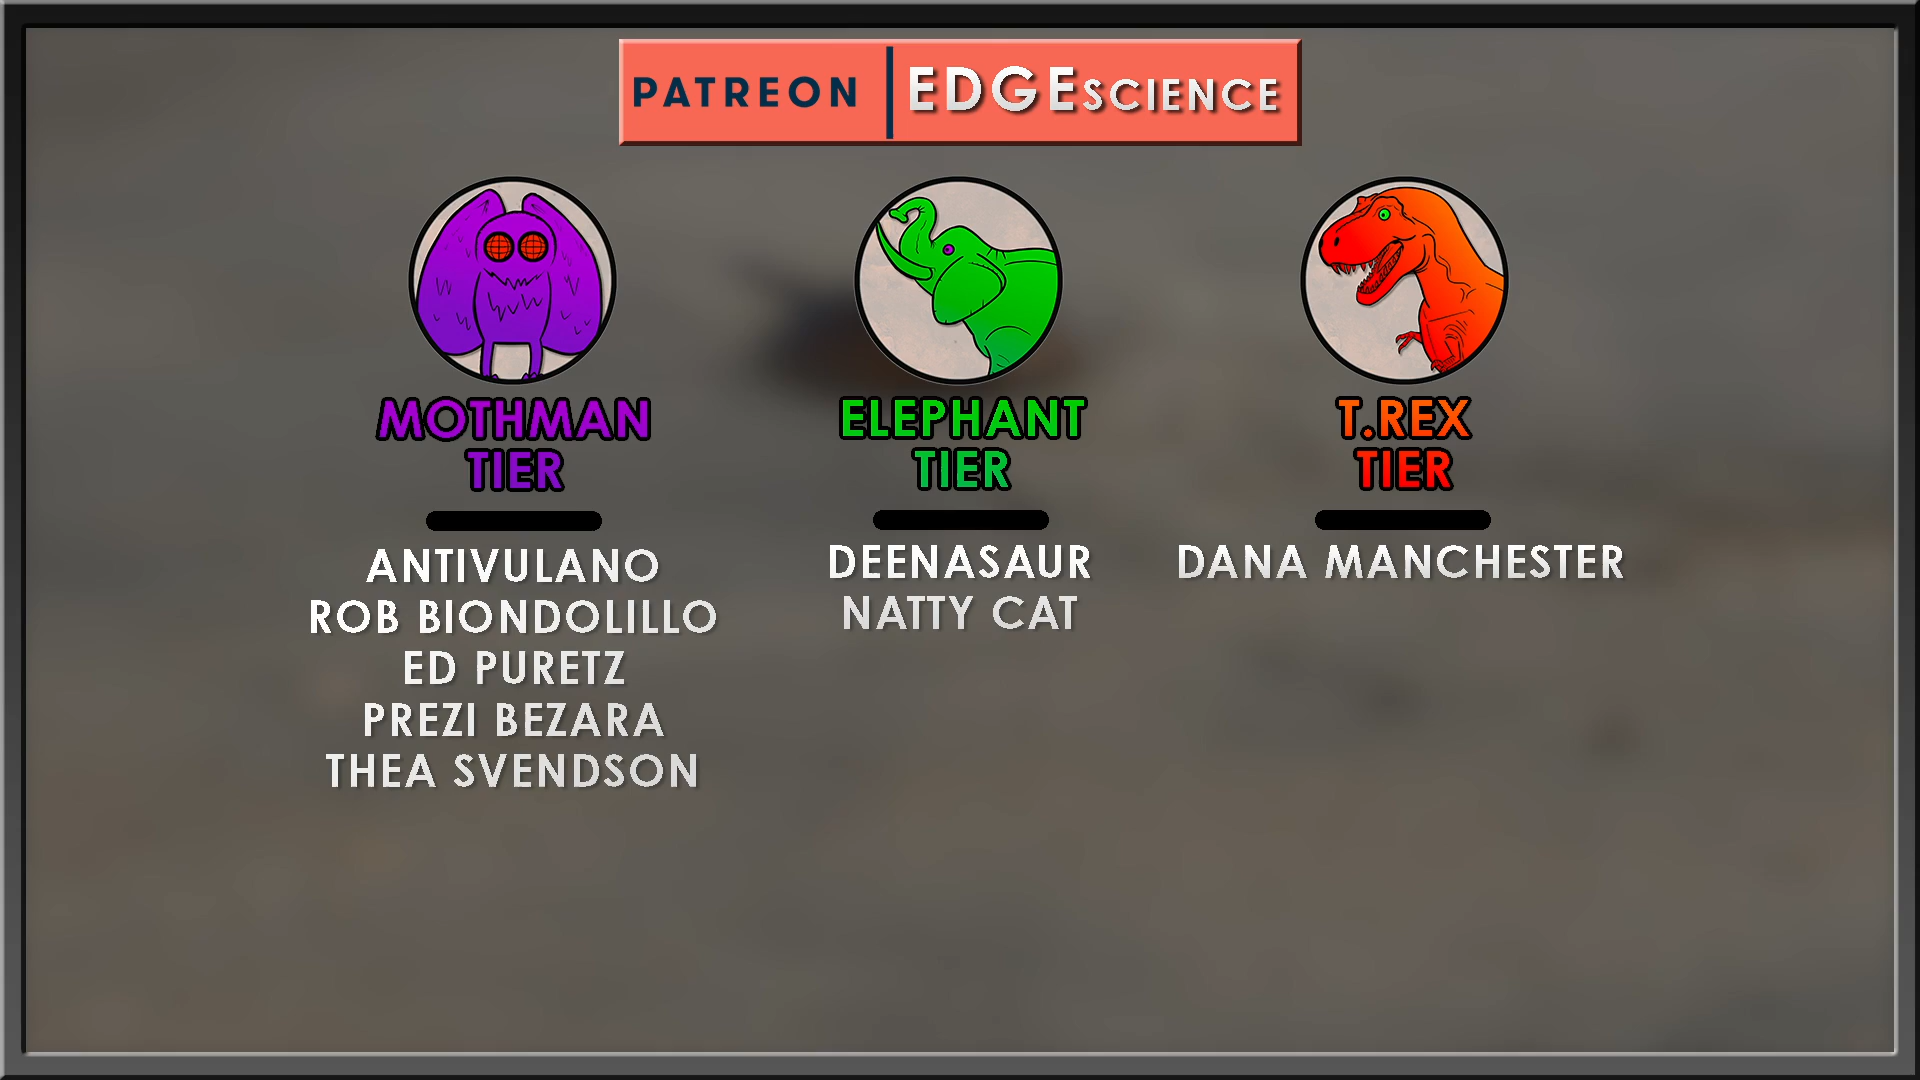 PATREON | EDGESCIENCE
MOTHMAN
TIER
ANTIVULANO
ROB BIONDOLILLO
ED PURETZ
PREZI BEZARA
THEA SVENDSON
ELEPHANT
TIER
DEENASAUR
NATTY CAT
T.REX
TIER
DANA MANCHESTER